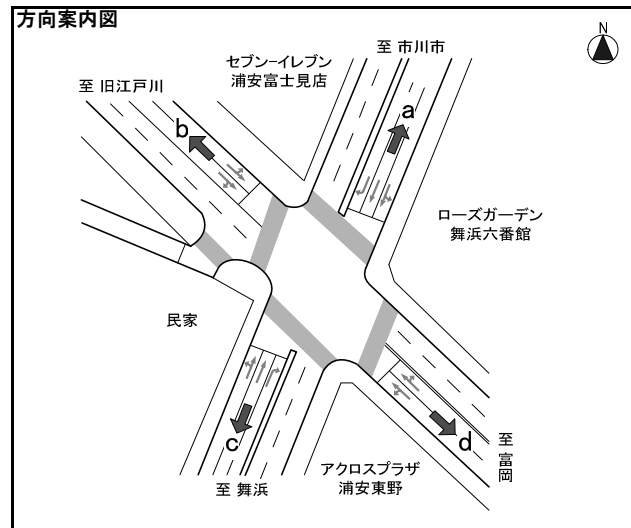 方向案内図
N
至 市川市
セブン-イレブン
浦安富士見店
至 旧江戸川
a
b
ローズガーデン
舞浜六番館
民家
c
d
至 富岡
アクロスプラザ
浦安東野
至 舞浜